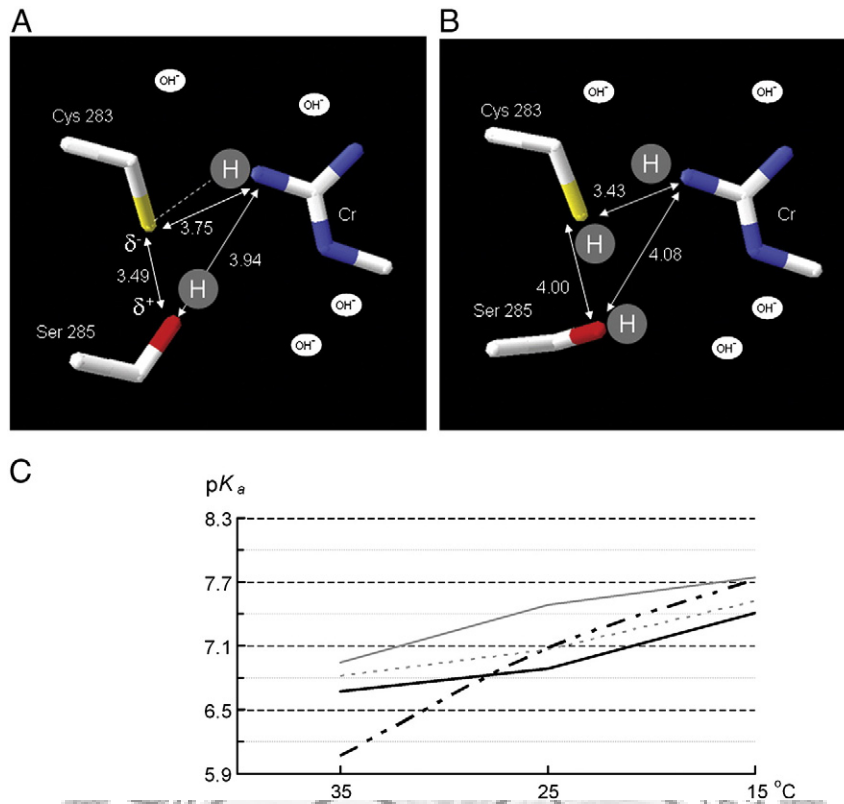 A
Cys 283
OH-
OH-
H
3.75
Cr
δ-
3.49
3.94
δ+
H
Ser 285
OH-
OH-
B
OH-
OH-
Cys 283
H
3.43
H
Cr
4.00
4.08
Ser 285
H
OH-
OH-
C
pKa
8.3
7.7
7.1
6.5
5.9
35
25
15 °C